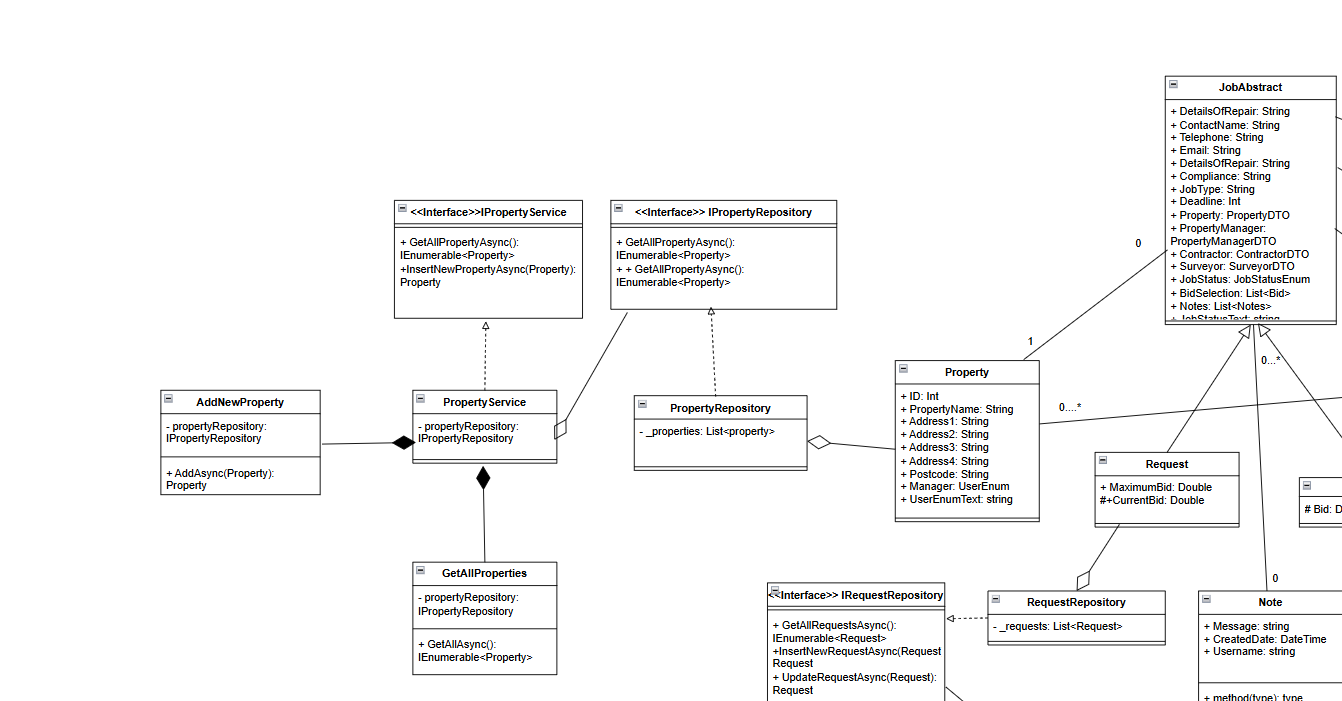 JobAbstract
+ DetailsOfRepair: String
+ ContactName: String
+ Telephone: String
+ Email: String
+ DetailsOfRepair: String
+ Compliance: String
+ JobType: String
+ Deadline: Int
+ Property: PropertyDTO
+ PropertyManager:
PropertyManagerDTO
+ Contractor: ContractorDTO
+ Surveyor: SurveyorDTO
+ JobStatus: JobStatusEnum
+ BidSelection: List<Bid>
+ Notes: List<Notes>
+ JobStatusText: string
<<Interface>>IPropertyService
+ GetAllPropertyAsync():
IEnumerable<Property>
+InsertNewPropertyAsync(Property):
Property
<<Interface>> IPropertyRepository
+ GetAllPropertyAsync():
IEnumerable<Property>
+ + GetAllPropertyAsync():
IEnumerable<Property>
0
1
0...*
0....*
AddNewProperty
- propertyRepository:
IPropertyRepository
+ AddAsync(Property):
Property
PropertyService
- propertyRepository:
IPropertyRepository
PropertyRepository
- _properties: List<property>
Property
+ ID: Int
+ PropertyName: String
+ Address1: String
+ Address2: String
+ Address3: String
+ Address4: String
+ Postcode: String
+ Manager: UserEnum
+ UserEnumText: string
Request
+ MaximumBid: Double
#+CurrentBid: Double
# Bid: D
GetAllProperties
- propertyRepository:
IPropertyRepository
+ GetAllAsync():
IEnumerable<Property>
<<Interface>> IRequestRepository
+ GetAllRequestsAsync():
IEnumerable<Request>
+InsertNewRequestAsync(Request
Request
+ UpdateRequestAsync(Request):
Request
RequestRepository
- _requests: List<Request>
0
Note
+ Message: string
+ CreatedDate: DateTime
+ Username: string
+ method(type): type